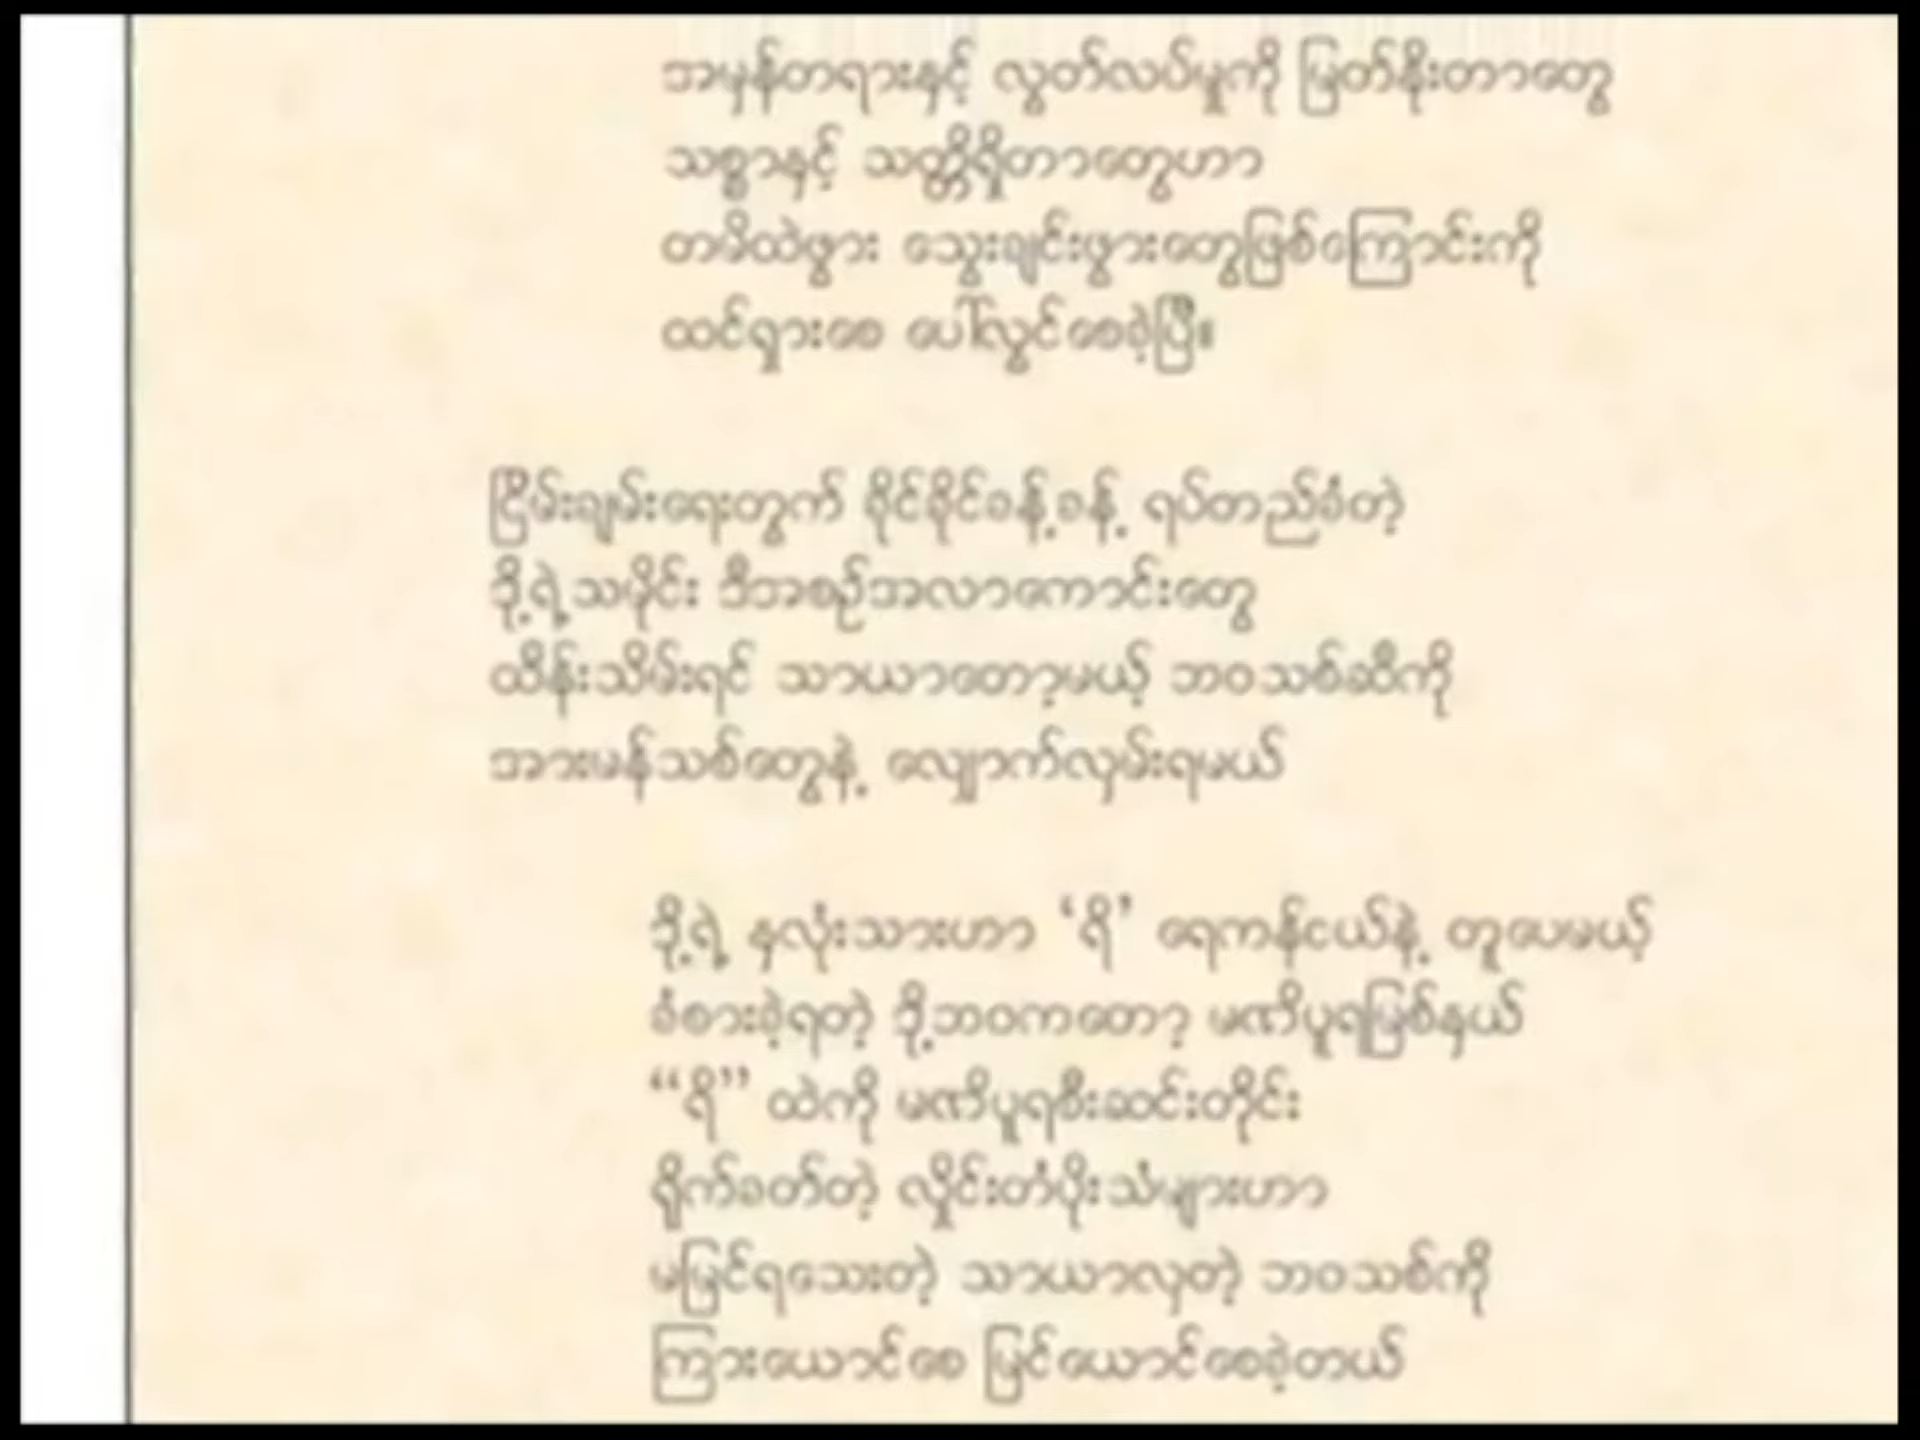 အမှန်တရားနှင့် လွတ်လပ်မှုကို မြတ်နိုးတာတွေ
သစ္စာနှင့် သတ္တိရှိတာတွေဟာ
တမိထဲဖွား သွေးချင်းဖွားတွေဖြစ်ကြောင်းကို
ထင်ရှားစေ ပေါ်လွင်စေခဲ့ပြီ။
ငြိမ်းချမ်းရေးတွက် ခိုင်ခိုင်ခန့်ခန့် ရပ်တည်ခံတဲ့
ဒို့ရဲ့သမိုင်း ဒီအစဉ်အလာကောင်းတွေ
ထိန်းသိမ်းရင် သာယာတော့မယ့် ဘဝသစ်ဆီကို
အားမာန်သစ်တွေနဲ့ လျှောက်လှမ်းရမယ်
ဒို့ရဲ့ နှလုံးသားဟာ ‘ရိ’ ရေကန်ငယ်နဲ့ တူပေမယ့်
ခံစားခဲ့ရတဲ့ ဒို့ဘဝကတော့ မဏိပူရမြစ်နှယ်
“ရိ” ထဲကို မဏိပူရစီးဆင်းတိုင်း
ရိုက်ခတ်တဲ့ လှိုင်းတံပိုးသံများဟာ
မမြင်ရသေးတဲ့ သာယာလှတဲ့ ဘဝသစ်ကို
ကြားယောင်စေ မြင်ယောင်စေခဲ့တယ်